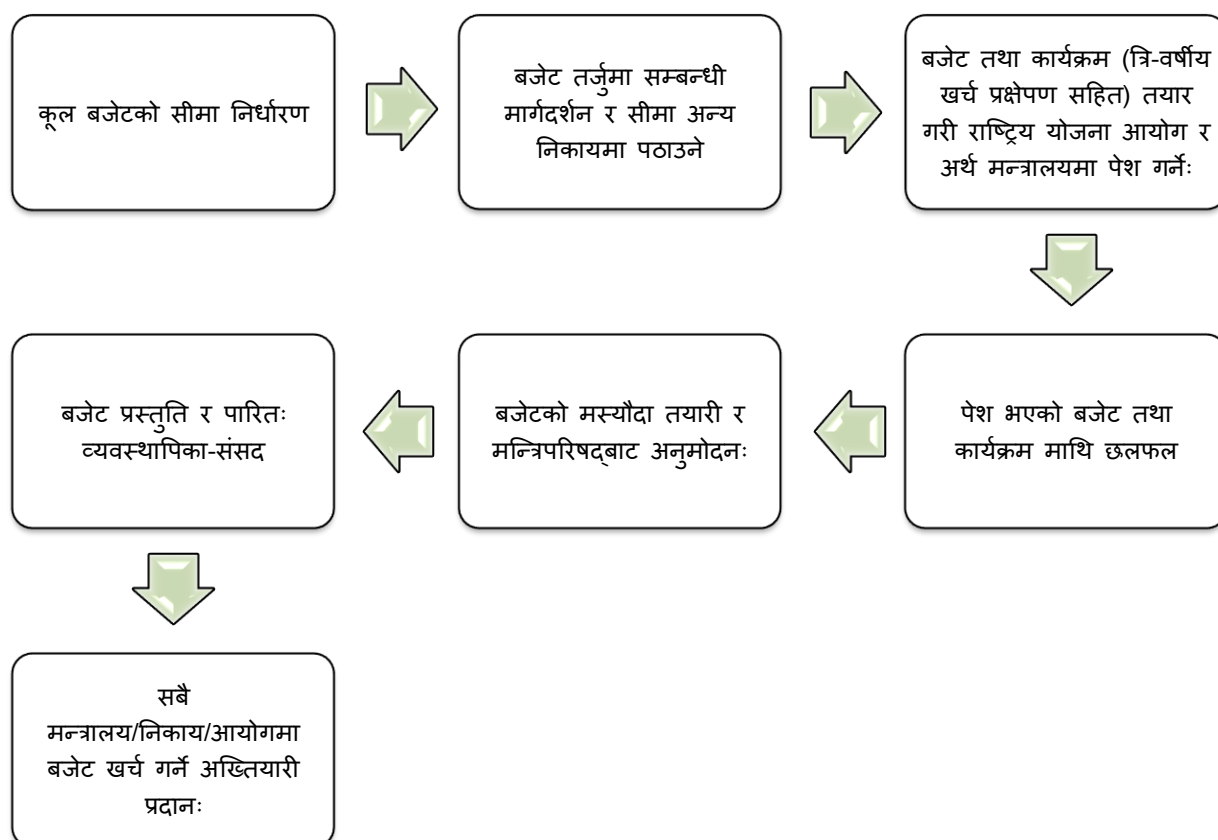 कूल बजेटको सीमा निर्धारण
बजेट तर्जुमा सम्बन्धी
मार्गदर्शन र सीमा अन्य
निकायमा पठाउने
बजेट तथा कार्यक्रम (त्रि-वर्षीय
खर्च प्रक्षेपण सहित) तयार
गरी राष्ट्रिय योजना आयोग र
अर्थ मन्त्रालयमा पेश गर्नेः
पेश भएको बजेट तथा
कार्यक्रम माथि छलफल
बजेटको मस्यौदा तयारी र
मन्त्रिपरिषद्‌बाट अनुमोदनः
बजेट प्रस्तुति र पारितः
व्यवस्थापिका-संसद
सबै
मन्त्रालय/निकाय/आयोगमा
बजेट खर्च गर्ने अख्तियारी
प्रदानः